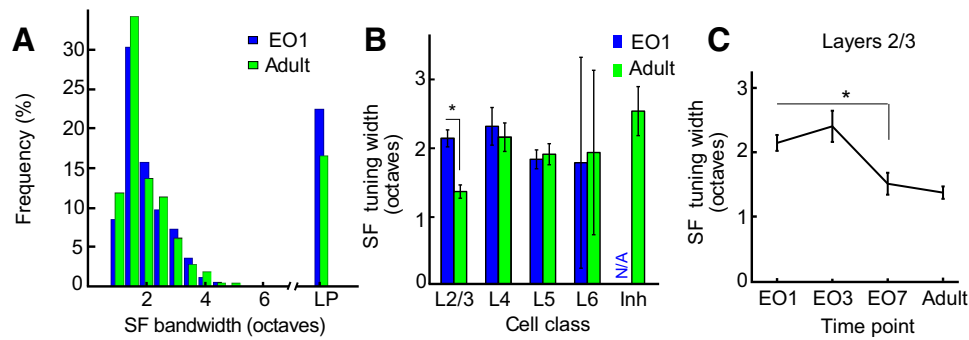 A
EO1
Adult
Frequency (%)
30
25
20
15
10
5
0
2
4
6
LP
SF bandwidth (octaves)
B
EO1
Adult
SF tuning width
(octaves)
3
2
1
0
*
N/A
L2/3
L4
L5
L6
Inh
Cell class
C
Layers 2/3
SF tuning width
(octaves)
3
2
1
0
*
EO1
EO3
EO7
Adult
Time point